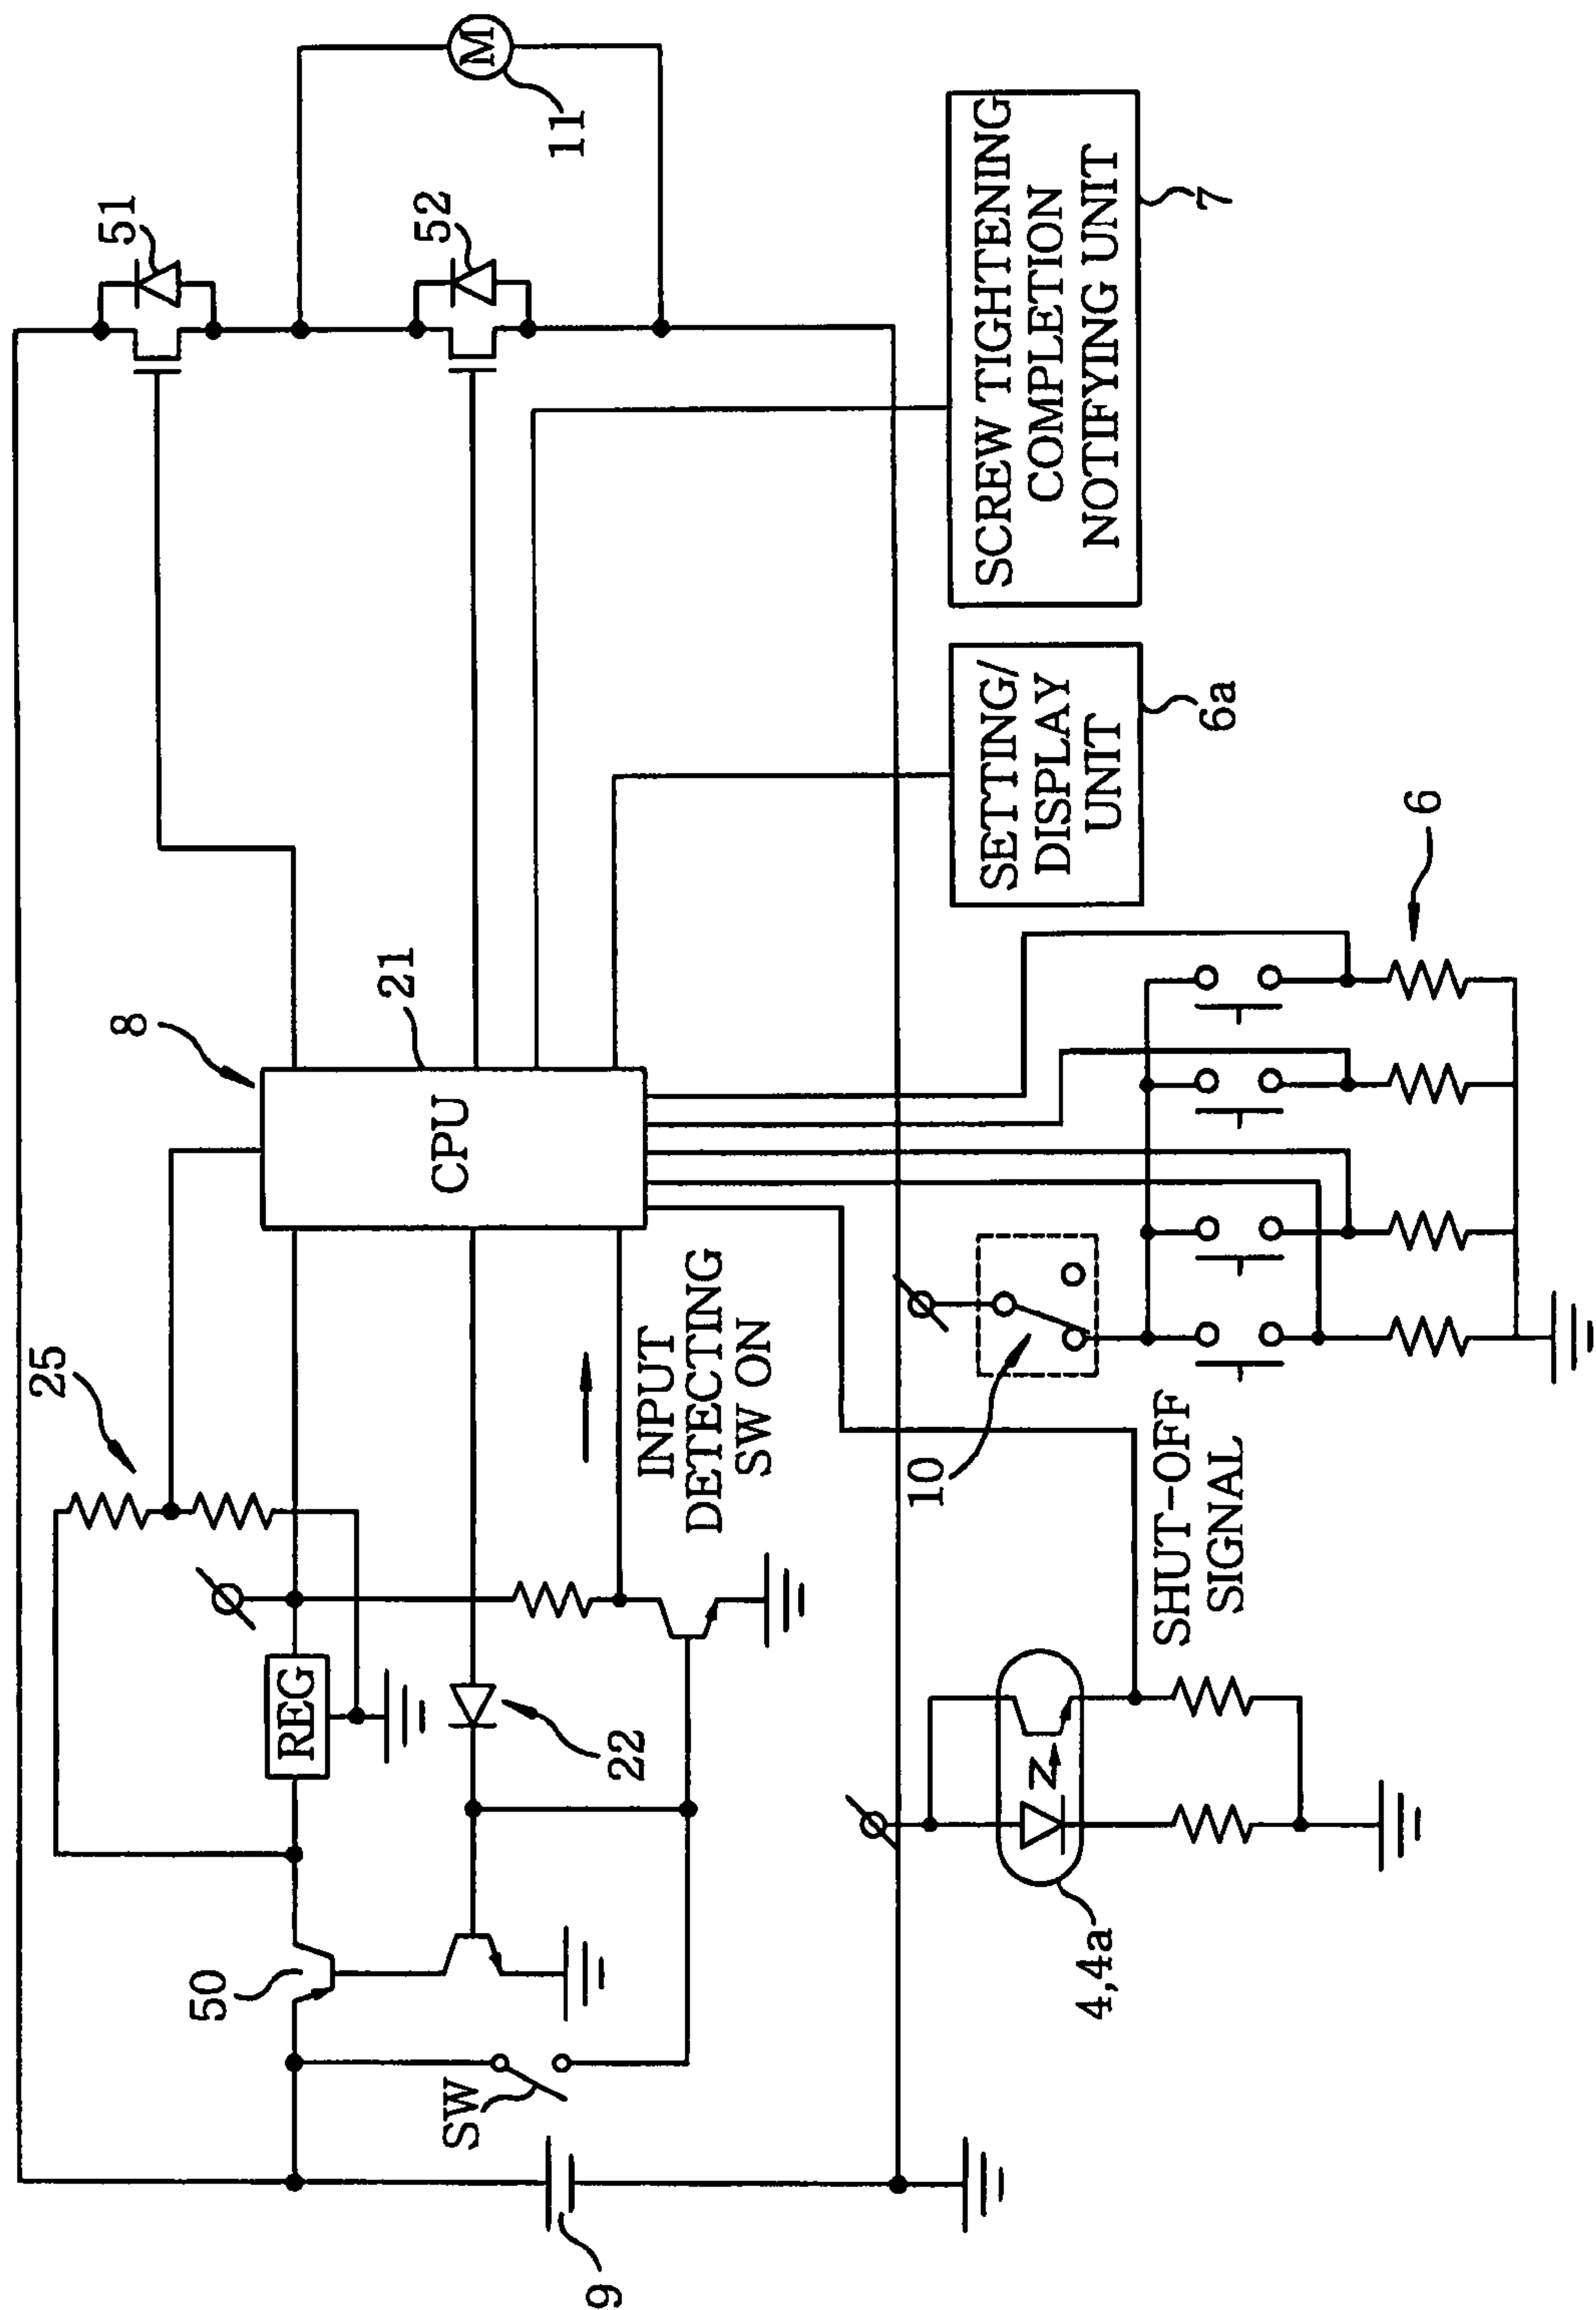 51
52
M
11
8
21
CPU
25
REG
50
22
SW
9
INPUT
DETECTING
SW ON
SCREW TIGHTENING
COMPLETION
NOTIFYING UNIT
7
SETTING/
DISPLAY
UNIT
6a
6
10
SHUT-OFF
SIGNAL
4,4a